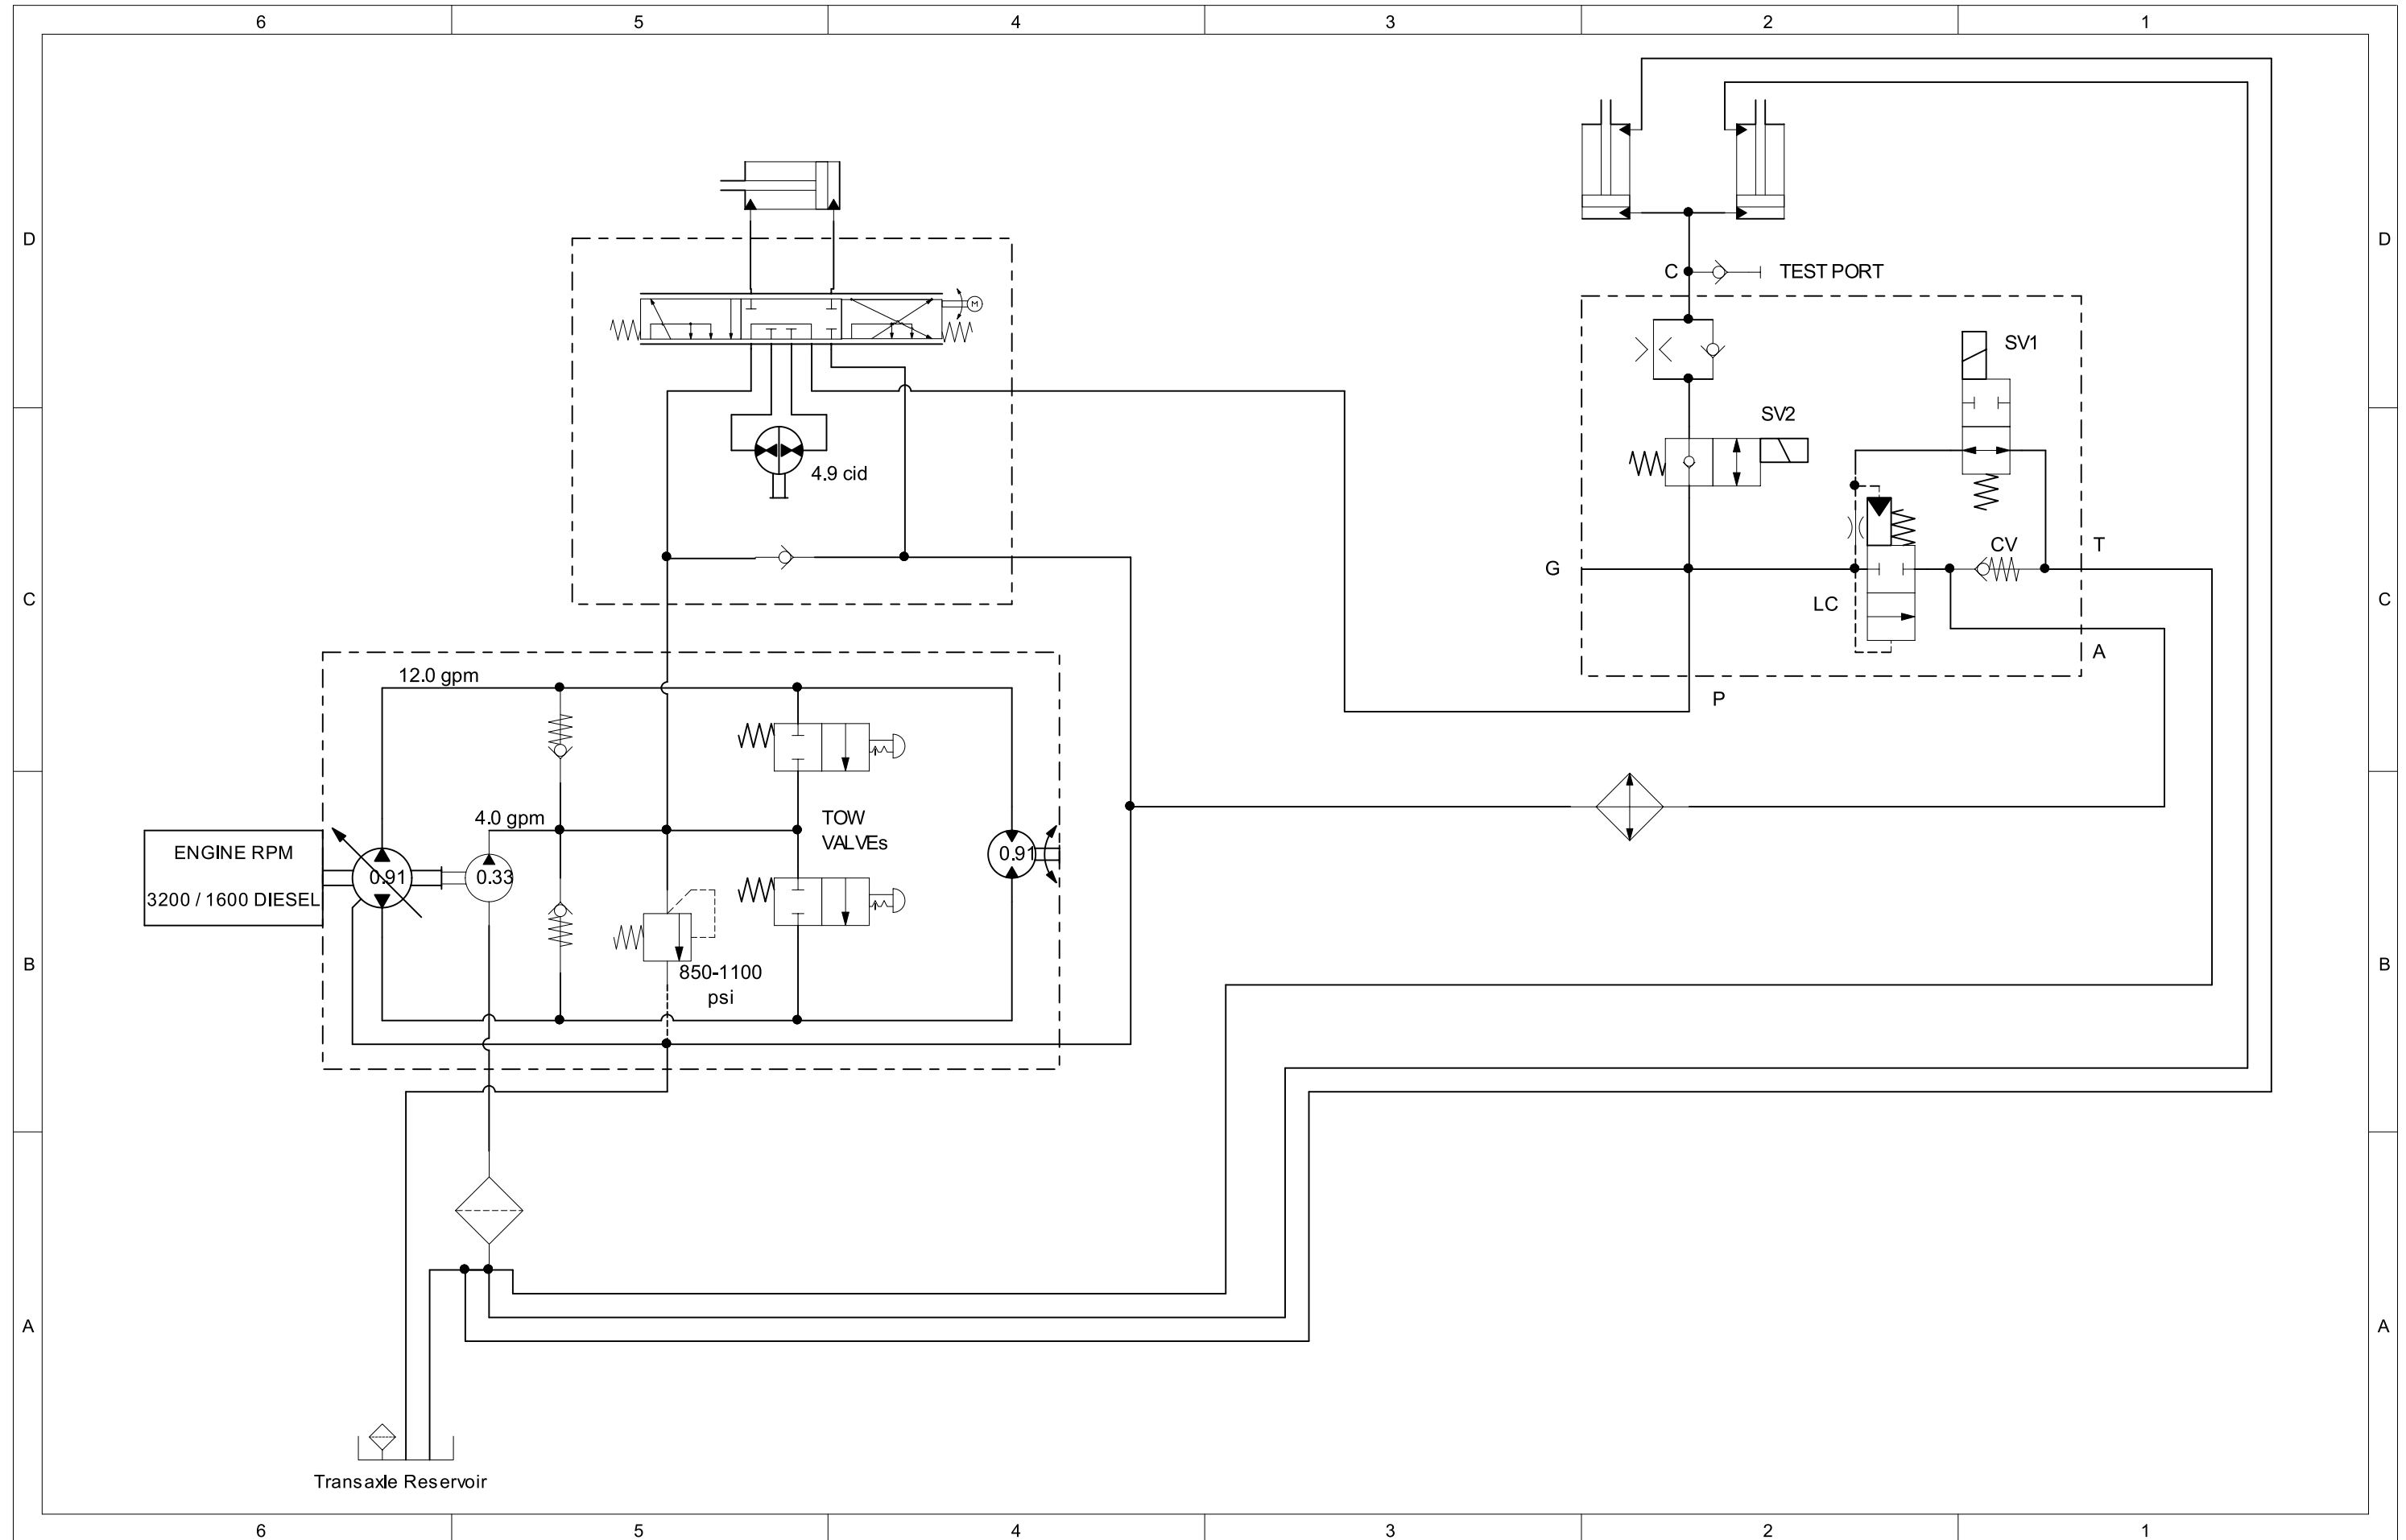 6 5 4 3 2 1
D D
C TEST PORT
SV1
M
SV2
4.9 cid
CV T
G
C C
LC
A
12.0 gpm
P
4.0 gpm
TOW
VALVEs
ENGINE RPM
3200 / 1600 DIESEL
0.91
0.33
0.91
B B
850-1100
psi
A A
Transaxle Reservoir
6 5 4 3 2 1